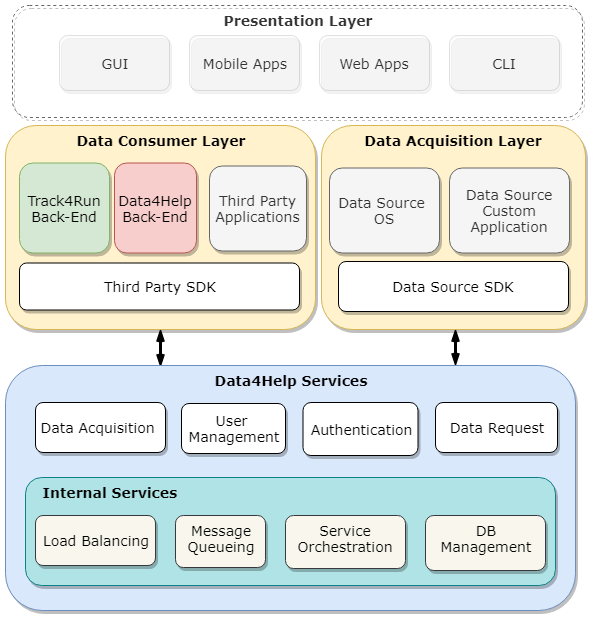 Presentation Layer
GUI
Mobile Apps
Web Apps
CLI
Data Consumer Layer
Track4Run
Back-End
Data4Help
Back-End
Third Party
Applications
Third Party SDK
Data Acquisition Layer
Data Source
OS
Data Source
Custom
Application
Data Source SDK
Data4Help Services
Data Acquisition
User
Management
Authentication
Data Request
Internal Services
Load Balancing
Message
Queueing
Service
Orchestration
DB
Management